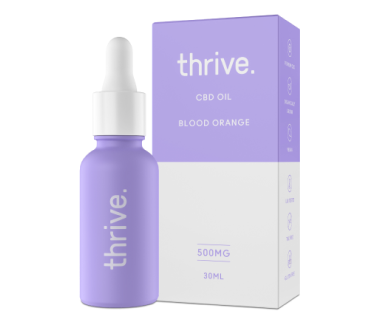 thrive.
CBD OIL
BLOOD ORANGE
500MG
30ML
thrive.